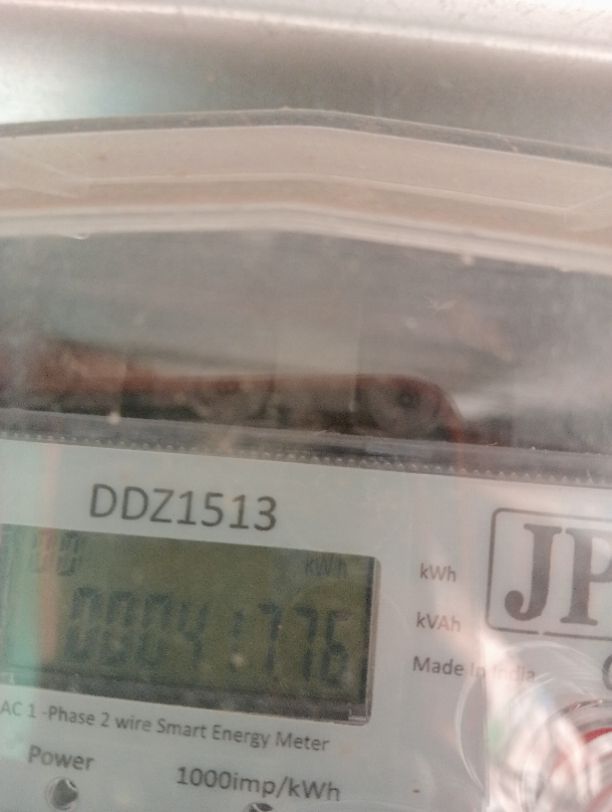 DDZ1513
kWh
00041776
kWh
JP
kVAh
Made In India
AC 1 -Phase 2 wire Smart Energy Meter
Power
1000imp/kWh